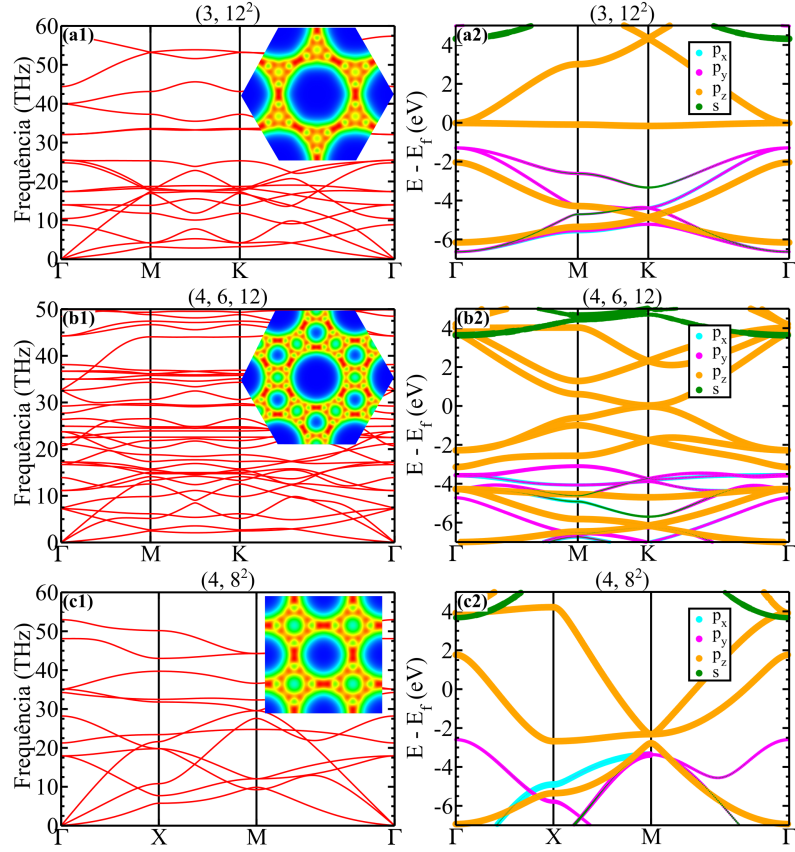 (3, 12²)
(a1)
Frequência (THz)
60
50
40
30
20
10
0
Γ M K Γ
(3, 12²)
(a2)
E - E_f (eV)
4
2
0
-2
-4
-6
p_x
p_y
p_z
s
Γ M K Γ
(4, 6, 12)
(b1)
Frequência (THz)
50
40
30
20
10
0
Γ M K Γ
(4, 6, 12)
(b2)
E - E_f (eV)
4
2
0
-2
-4
-6
p_x
p_y
p_z
s
Γ M K Γ
(4, 8²)
(c1)
Frequência (THz)
60
50
40
30
20
10
0
Γ X M Γ
(4, 8²)
(c2)
E - E_f (eV)
4
2
0
-2
-4
-6
p_x
p_y
p_z
s
Γ X M Γ